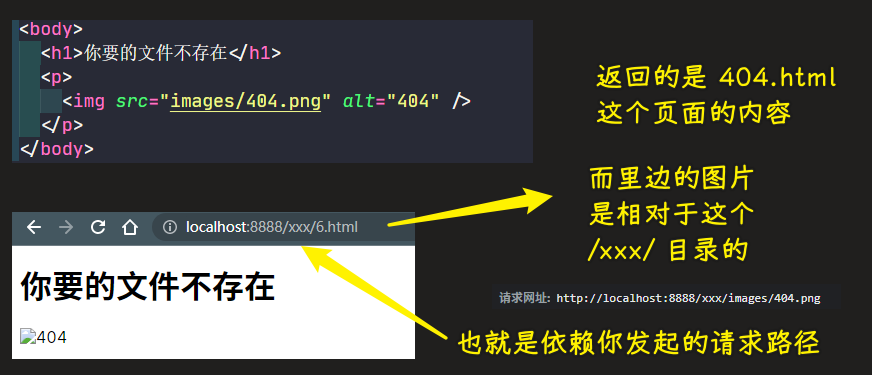 <body>
<h1>你要的文件不存在</h1>
<p>
<img src="images/404.png" alt="404" />
</p>
</body>
返回的是 404.html
这个页面的内容
而里边的图片
是相对于这个
/xxx/ 目录的
localhost:8888/xxx/6.html
你要的文件不存在
404
请求网址: http://localhost:8888/xxx/images/404.png
也就是依赖你发起的请求路径